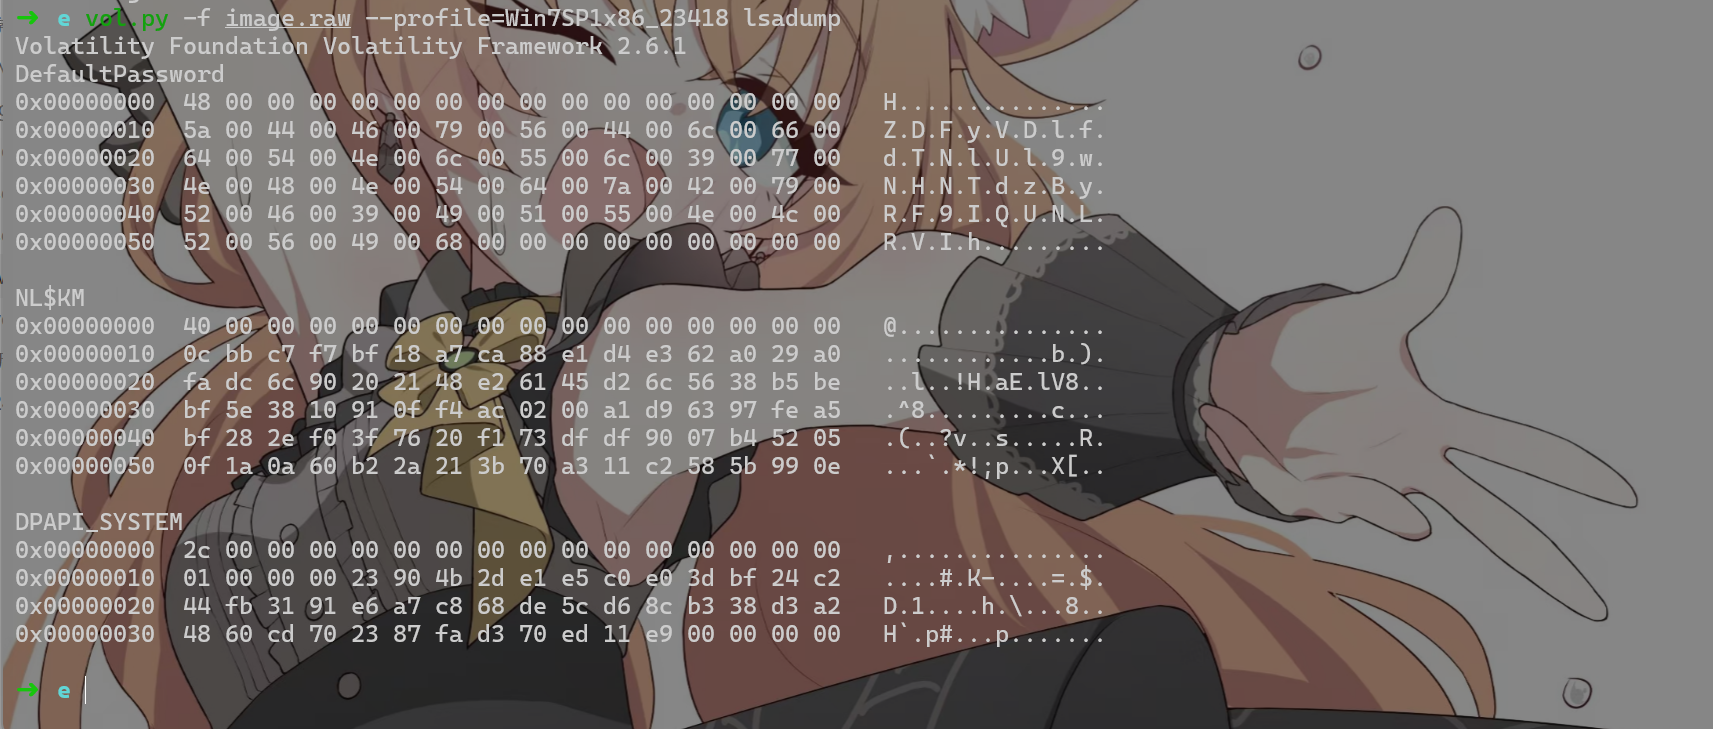 ➜ e vol.py -f image.raw --profile=Win7SP1x86_23418 lsadump
Volatility Foundation Volatility Framework 2.6.1
DefaultPassword
0x00000000  48 00 00 00 00 00 00 00 00 00 00 00 00 00 00 00   H...............
0x00000010  5a 00 44 00 46 00 79 00 56 00 44 00 6c 00 66 00   Z.D.F.y.V.D.l.f.
0x00000020  64 00 54 00 4e 00 6c 00 55 00 6c 00 39 00 77 00   d.T.N.l.U.l.9.w.
0x00000030  4e 00 48 00 4e 00 54 00 64 00 7a 00 42 00 79 00   N.H.N.T.d.z.B.y.
0x00000040  52 00 46 00 39 00 49 00 51 00 55 00 4e 00 4c 00   R.F.9.I.Q.U.N.L.
0x00000050  52 00 56 00 49 00 68 00 00 00 00 00 00 00 00 00   R.V.I.h.........
NL$KM
0x00000000  40 00 00 00 00 00 00 00 00 00 00 00 00 00 00 00   @...............
0x00000010  0c bb c7 f7 bf 18 a7 ca 88 e1 d4 e3 62 a0 29 a0   ............b.).
0x00000020  fa dc 6c 90 20 21 48 e2 61 45 d2 6c 56 38 b5 be   ..l..!H.aE.lV8..
0x00000030  bf 5e 38 10 91 0f f4 ac 02 00 a1 d9 63 97 fe a5   .^8.........c...
0x00000040  bf 28 2e f0 3f 76 20 f1 73 df df 90 07 b4 52 05   .(..?v..s.....R.
0x00000050  0f 1a 0a 60 b2 2a 21 3b 70 a3 11 c2 58 5b 99 0e   ...`.*!;p...X[..
DPAPI_SYSTEM
0x00000000  2c 00 00 00 00 00 00 00 00 00 00 00 00 00 00 00   ,...............
0x00000010  01 00 00 00 23 90 4b 2d e1 e5 c0 e0 3d bf 24 c2   ....#.K-....=.$.
0x00000020  44 fb 31 91 e6 a7 c8 68 de 5c d6 8c b3 38 d3 a2   D.1....h.\...8..
0x00000030  48 60 cd 70 23 87 fa d3 70 ed 11 e9 00 00 00 00   H`.p#...p.......
➜ e